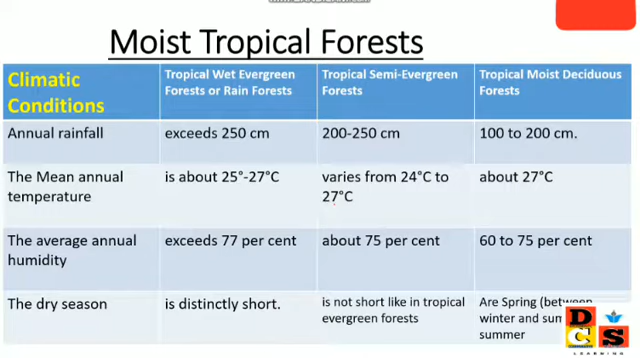 Moist Tropical Forests
Climatic Conditions
Tropical Wet Evergreen Forests or Rain Forests
Tropical Semi-Evergreen Forests
Tropical Moist Deciduous Forests
Annual rainfall
exceeds 250 cm
200-250 cm
100 to 200 cm.
The Mean annual temperature
is about 25°-27°C
varies from 24°C to 27°C
about 27°C
The average annual humidity
exceeds 77 per cent
about 75 per cent
60 to 75 per cent
The dry season
is distinctly short.
is not short like in tropical evergreen forests
Are Spring (between winter and summer
D
C
S
LEARNING